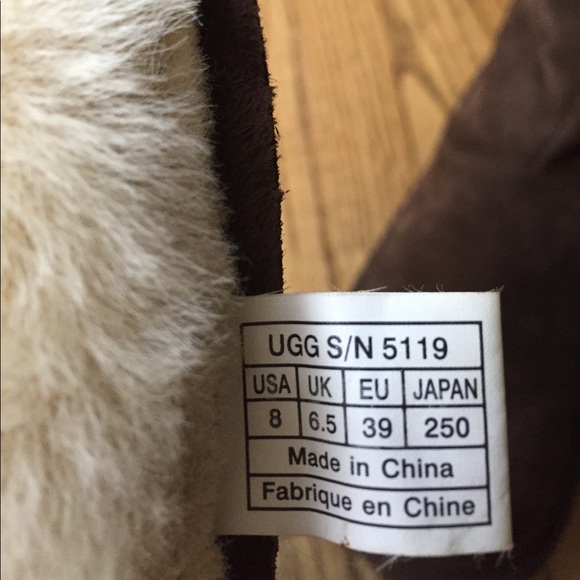 UGG S/N 5119
USA UK EU JAPAN
8 6.5 39 250
Made in China
Fabrique en Chine